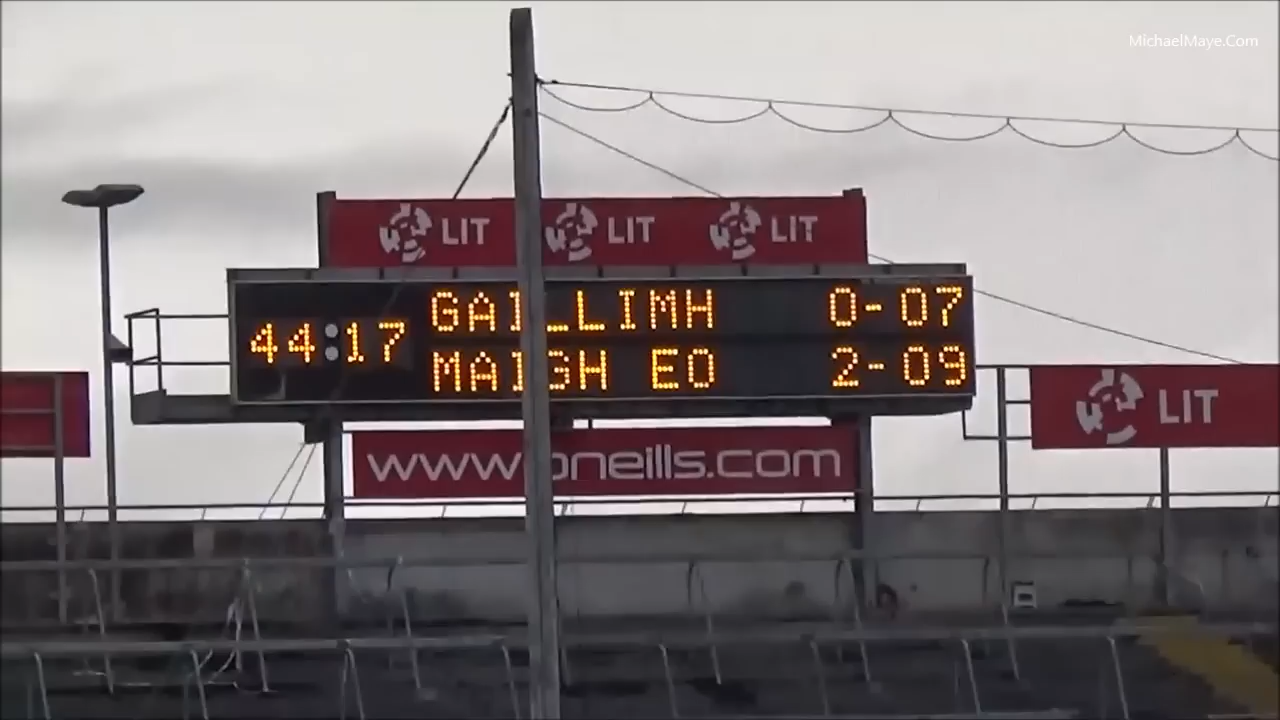 MichaelMaye.Com
LIT LIT LIT
44:17
GAILLIMH 0-07
MAIGH EO 2-09
LIT
www.oneills.com